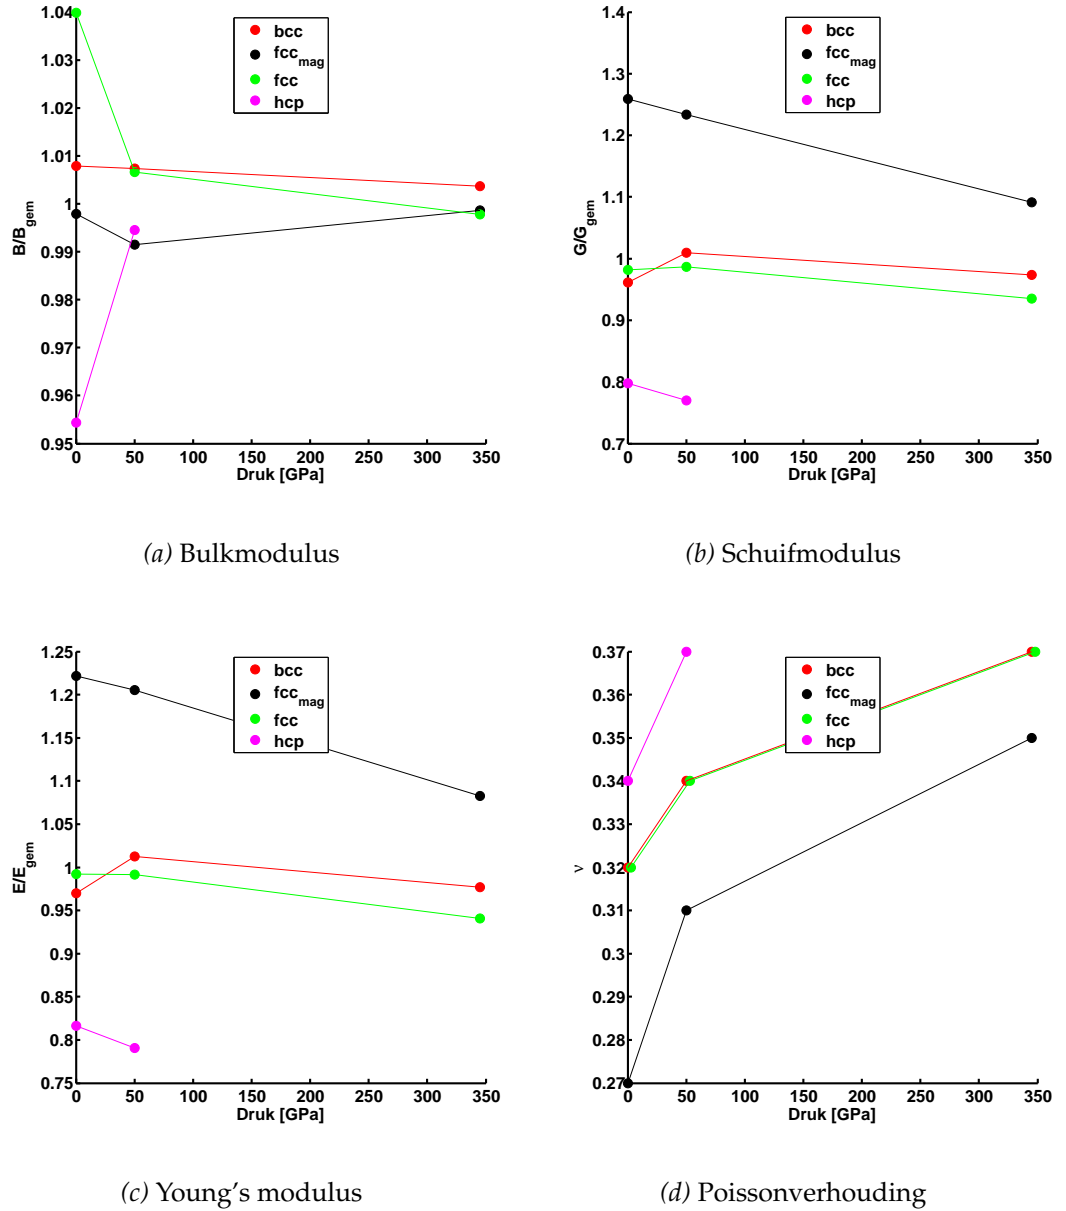 1.04
1.03
1.02
1.01
1
0.99
0.98
0.97
0.96
0.95
B/B_gem
0 50 100 150 200 250 300 350
Druk [GPa]
bcc
fcc_mag
fcc
hcp
(a) Bulkmodulus
1.4
1.3
1.2
1.1
1
0.9
0.8
0.7
G/G_gem
0 50 100 150 200 250 300 350
Druk [GPa]
bcc
fcc_mag
fcc
hcp
(b) Schuifmodulus
1.25
1.2
1.15
1.1
1.05
1
0.95
0.9
0.85
0.8
0.75
E/E_gem
0 50 100 150 200 250 300 350
Druk [GPa]
bcc
fcc_mag
fcc
hcp
(c) Young's modulus
0.37
0.36
0.35
0.34
0.33
0.32
0.31
0.3
0.29
0.28
0.27
ν
0 50 100 150 200 250 300 350
Druk [GPa]
bcc
fcc_mag
fcc
hcp
(d) Poissonverhouding